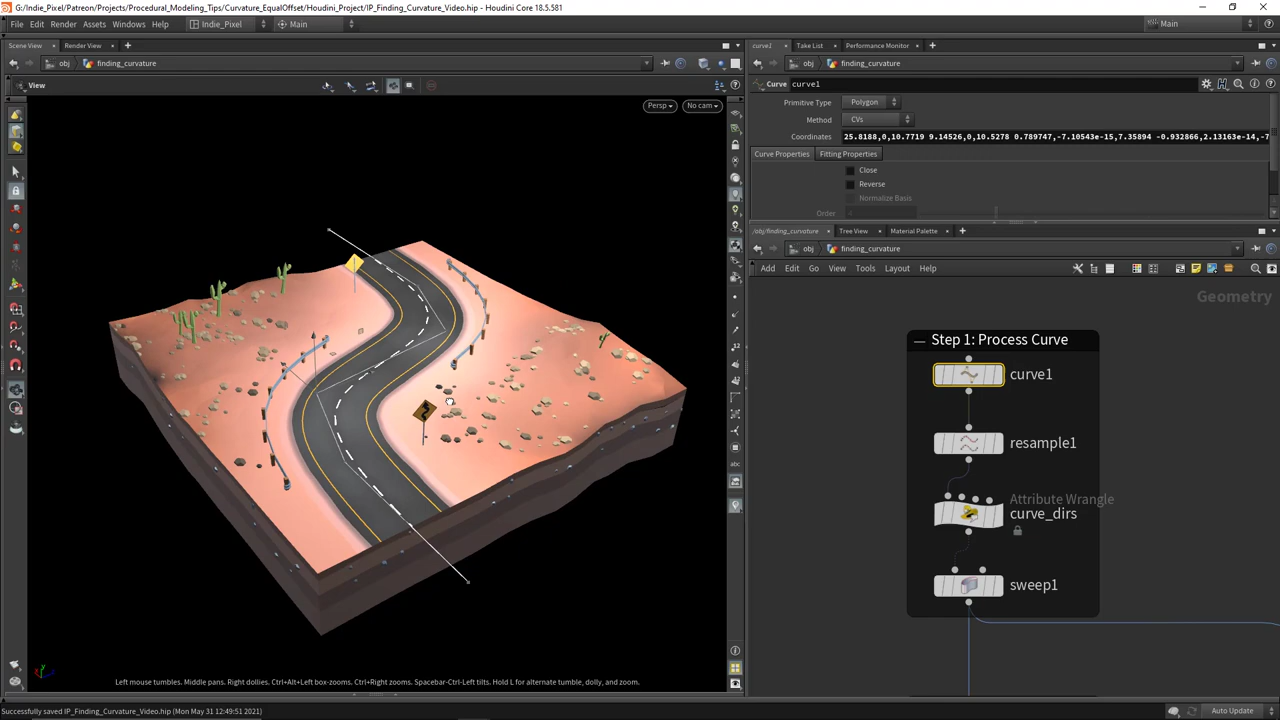 G:/Indie_Pixel/Patreon/Projects/Procedural_Modeling_Tips/Curvature_EqualOffset/Houdini_Project/IP_Finding_Curvature_Video.hip - Houdini Core 18.5.581
File Edit Render Assets Windows Help Indie_Pixel Main Main
Scene View Render View
obj finding_curvature
View
Persp No cam
abc
Left mouse tumbles. Middle pans. Right dollies. Ctrl+Alt+Left box-zooms. Ctrl+Right zooms. Spacebar-Ctrl-Left tilts. Hold L for alternate tumble, dolly, and zoom.
curve1 Take List Performance Monitor
obj finding_curvature
Curve curve1
Primitive Type Polygon
Method CVs
Coordinates 25.8188,0,10.7719 9.14526,0,10.5278 0.789747,-7.10543e-15,7.35894 -0.932866,2.13163e-14,-7
Curve Properties Fitting Properties
Close
Reverse
Normalize Basis
Order 4
/obj/finding_curvature Tree View Material Palette
obj finding_curvature
Add Edit Go View Tools Layout Help
Geometry
Step 1: Process Curve
curve1
resample1
Attribute Wrangle
curve_dirs
sweep1
Successfully saved IP_Finding_Curvature_Video.hip (Mon May 31 12:49:51 2021)
Auto Update